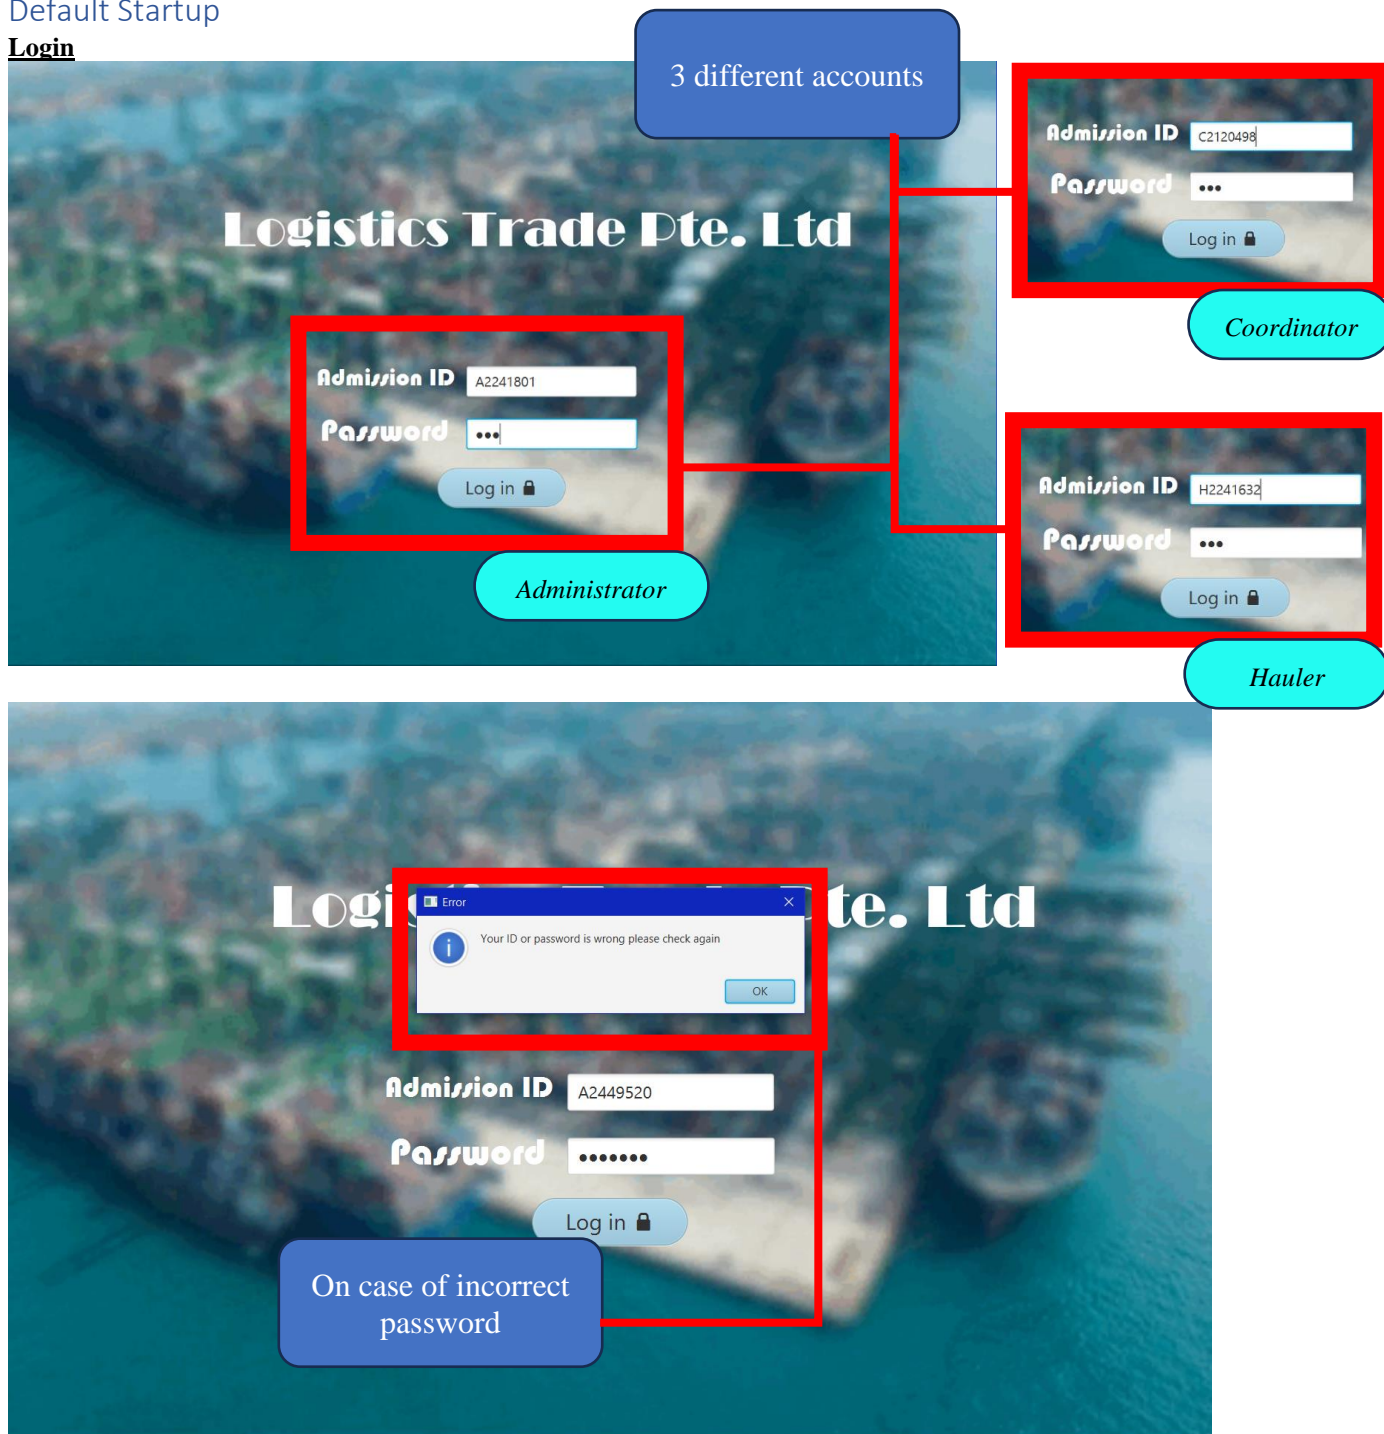 Default Startup
Login
3 different accounts
Logistics Trade Pte. Ltd
Admission ID A2241801
Password •••
Log in
Administrator
Admission ID C2120498
Password •••
Log in
Coordinator
Admission ID H2241632
Password •••
Log in
Hauler
Logi te. Ltd
Error
Your ID or password is wrong please check again
OK
Admission ID A2449520
Password •••••••
Log in
On case of incorrect
password